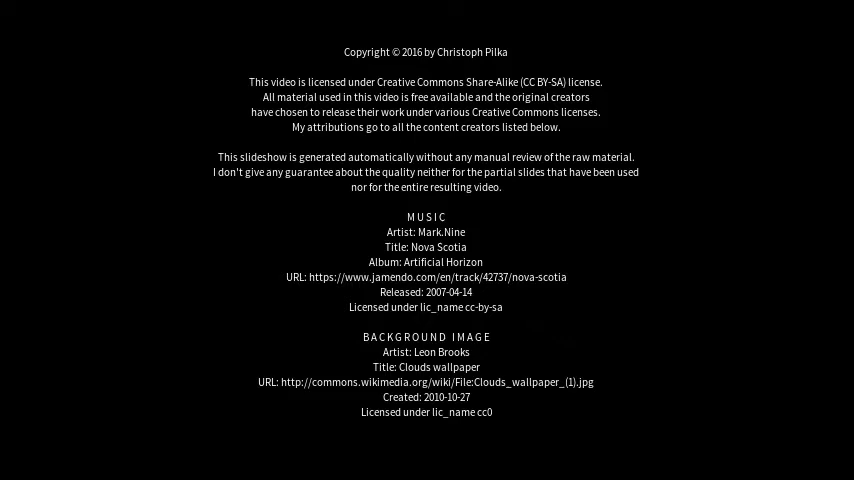 Copyright © 2016 by Christoph Pilka
This video is licensed under Creative Commons Share-Alike (CC BY-SA) license.
All material used in this video is free available and the original creators
have chosen to release their work under various Creative Commons licenses.
My attributions go to all the content creators listed below.
This slideshow is generated automatically without any manual review of the raw material.
I don't give any guarantee about the quality neither for the partial slides that have been used
nor for the entire resulting video.
M U S I C
Artist: Mark.Nine
Title: Nova Scotia
Album: Artificial Horizon
URL: https://www.jamendo.com/en/track/42737/nova-scotia
Released: 2007-04-14
Licensed under lic_name cc-by-sa
B A C K G R O U N D   I M A G E
Artist: Leon Brooks
Title: Clouds wallpaper
URL: http://commons.wikimedia.org/wiki/File:Clouds_wallpaper_(1).jpg
Created: 2010-10-27
Licensed under lic_name cc0